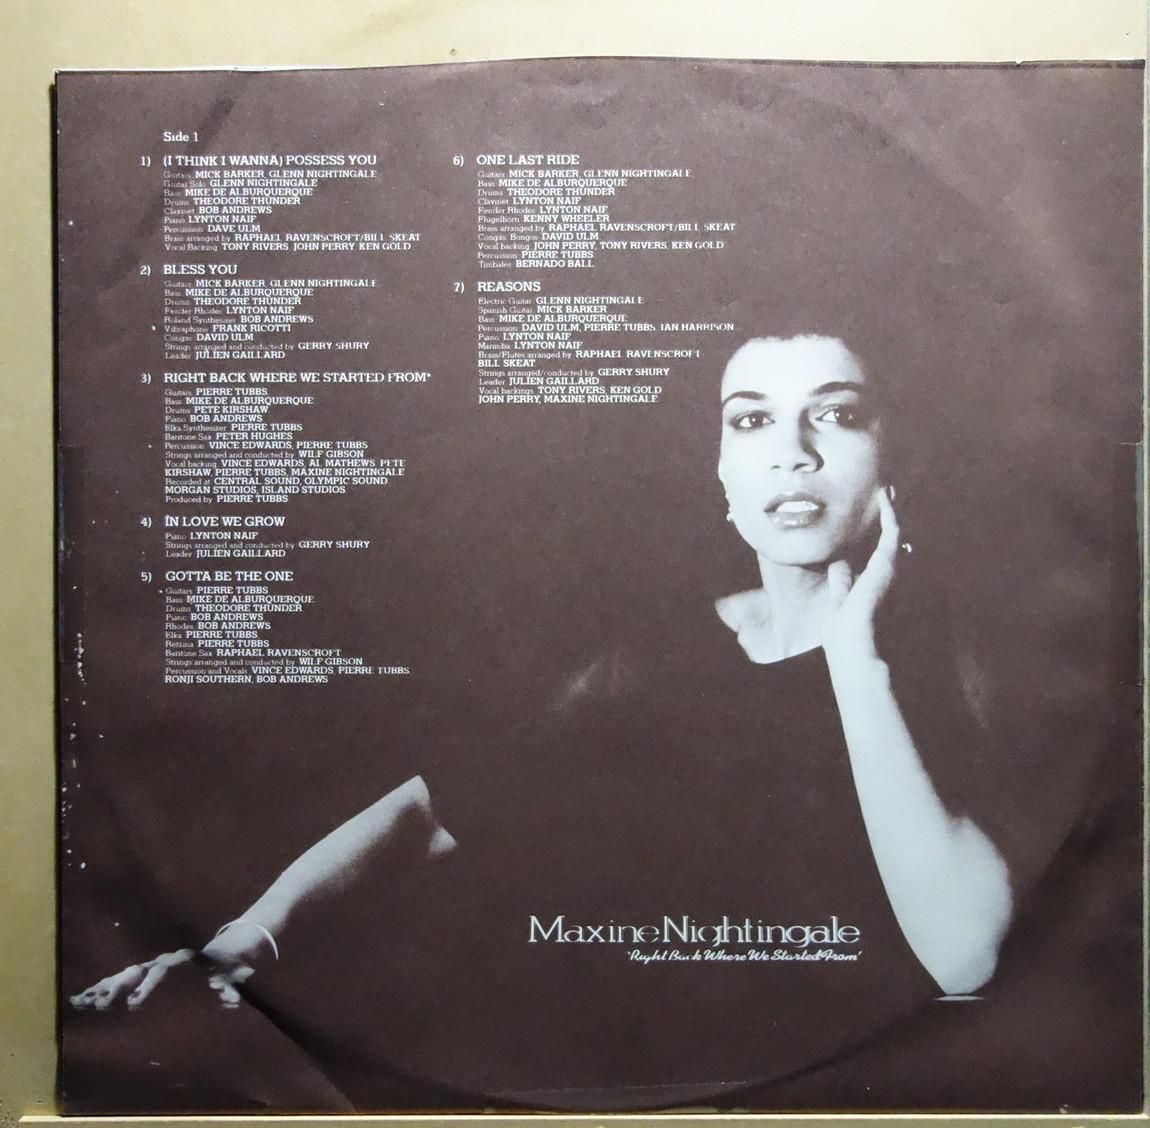 Side 1
1) (I THINK I WANNA) POSSESS YOU
Guitars MICK BARKER, GLENN NIGHTINGALE
Guitar Solo GLENN NIGHTINGALE
Bass MIKE DE ALBURQUERQUE
Drums THEODORE THUNDER
Clavinet BOB ANDREWS
Piano LYNTON NAIF
Percussion DAVE ULM
Brass arranged by RAPHAEL RAVENSCROFT/BILL SKEAT
Vocal Backing TONY RIVERS, JOHN PERRY, KEN GOLD
2) BLESS YOU
Guitars MICK BARKER, GLENN NIGHTINGALE
Bass MIKE DE ALBURQUERQUE
Drums THEODORE THUNDER
Fender Rhodes LYNTON NAIF
Roland Synthesizer BOB ANDREWS
Vibraphone FRANK RICOTTI
Congas DAVID ULM
Strings arranged and conducted by GERRY SHURY
Leader JULIEN GAILLARD
3) RIGHT BACK WHERE WE STARTED FROM*
Guitars PIERRE TUBBS
Bass MIKE DE ALBURQUERQUE
Drums PETE KIRSHAW
Piano BOB ANDREWS
Elka Synthesizer PIERRE TUBBS
Baritone Sax PETER HUGHES
Percussion VINCE EDWARDS, PIERRE TUBBS
Strings arranged and conducted by WILF GIBSON
Vocal backing VINCE EDWARDS, AL MATHEWS, PETE
KIRSHAW, PIERRE TUBBS, MAXINE NIGHTINGALE
Recorded at CENTRAL SOUND, OLYMPIC SOUND
MORGAN STUDIOS, ISLAND STUDIOS
Produced by PIERRE TUBBS
4) IN LOVE WE GROW
Piano LYNTON NAIF
Strings arranged and conducted by GERRY SHURY
Leader JULIEN GAILLARD
5) GOTTA BE THE ONE
Guitars PIERRE TUBBS
Bass MIKE DE ALBURQUERQUE
Drums THEODORE THUNDER
Piano BOB ANDREWS
Rhodes BOB ANDREWS
Elka PIERRE TUBBS
PIERRE TUBBS
Baritone Sax RAPHAEL RAVENSCROFT
Strings arranged and conducted by WILF GIBSON
Percussion and Vocals VINCE EDWARDS, PIERRE TUBBS
RONJI SOUTHERN, BOB ANDREWS
6) ONE LAST RIDE
Guitars MICK BARKER, GLENN NIGHTINGALE
Bass MIKE DE ALBURQUERQUE
Drums THEODORE THUNDER
Clavinet LYNTON NAIF
Fender Rhodes LYNTON NAIF
Flugelhorn KENNY WHEELER
Brass arranged by RAPHAEL RAVENSCROFT/BILL SKEAT
Congas, Bongos DAVID ULM
Vocal backing JOHN PERRY, TONY RIVERS, KEN GOLD
Percussion PIERRE TUBBS
Timbales BERNADO BALL
7) REASONS
Electric Guitar GLENN NIGHTINGALE
Spanish Guitar MICK BARKER
Bass MIKE DE ALBURQUERQUE
Percussion DAVID ULM, PIERRE TUBBS, IAN HARRISON
Piano LYNTON NAIF
Marimba LYNTON NAIF
Brass/Flutes arranged by RAPHAEL RAVENSCROFT
BILL SKEAT
Strings arranged/conducted by GERRY SHURY
Leader JULIEN GAILLARD
Vocal backings TONY RIVERS, KEN GOLD
JOHN PERRY, MAXINE NIGHTINGALE
Maxine Nightingale
'Right Back Where We Started From'